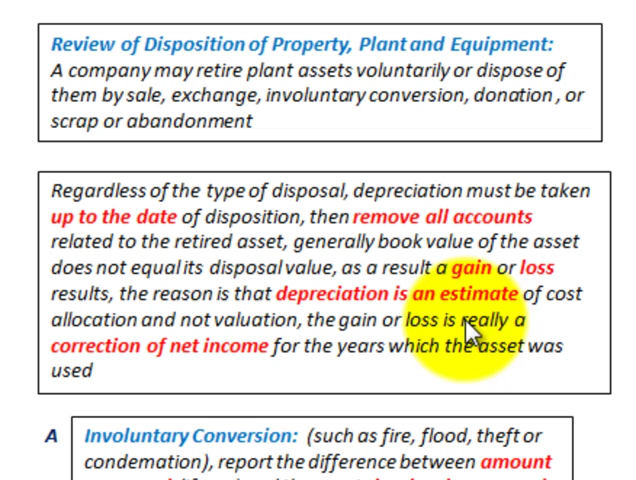 Review of Disposition of Property, Plant and Equipment:
A company may retire plant assets voluntarily or dispose of
them by sale, exchange, involuntary conversion, donation , or
scrap or abandonment
Regardless of the type of disposal, depreciation must be taken
up to the date of disposition, then remove all accounts
related to the retired asset, generally book value of the asset
does not equal its disposal value, as a result a gain or loss
results, the reason is that depreciation is an estimate of cost
allocation and not valuation, the gain or loss is really a
correction of net income for the years which the asset was
used
A
Involuntary Conversion: (such as fire, flood, theft or
condemation), report the difference between amount